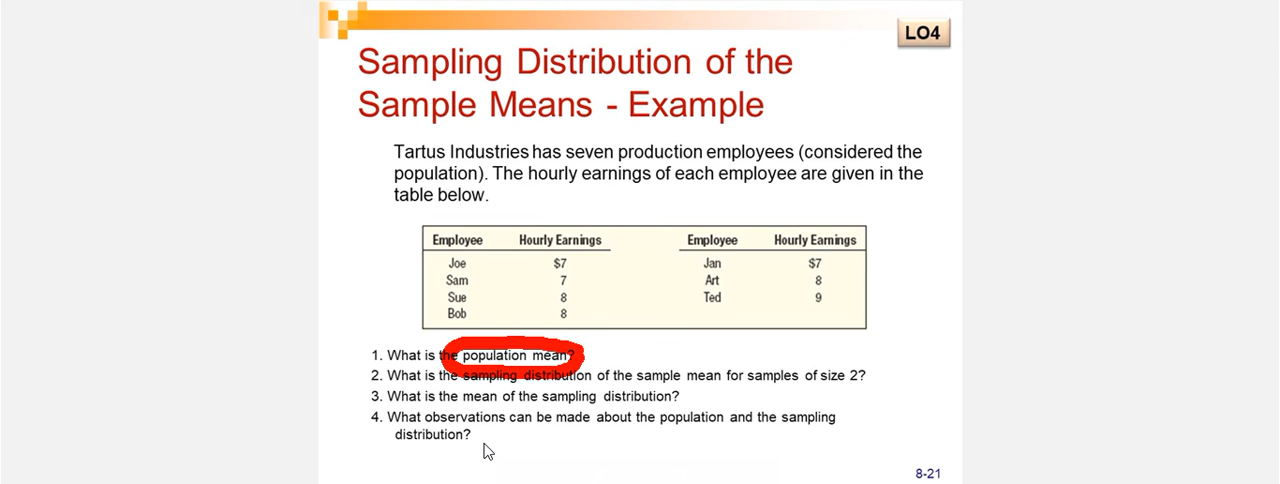 LO4
Sampling Distribution of the
Sample Means - Example
Tartus Industries has seven production employees (considered the
population). The hourly earnings of each employee are given in the
table below.
Employee Hourly Earnings Employee Hourly Earnings
Joe $7 Jan $7
Sam 7 Art 8
Sue 8 Ted 9
Bob 8
1. What is the population mean?
2. What is the sampling distribution of the sample mean for samples of size 2?
3. What is the mean of the sampling distribution?
4. What observations can be made about the population and the sampling
distribution?
8-21